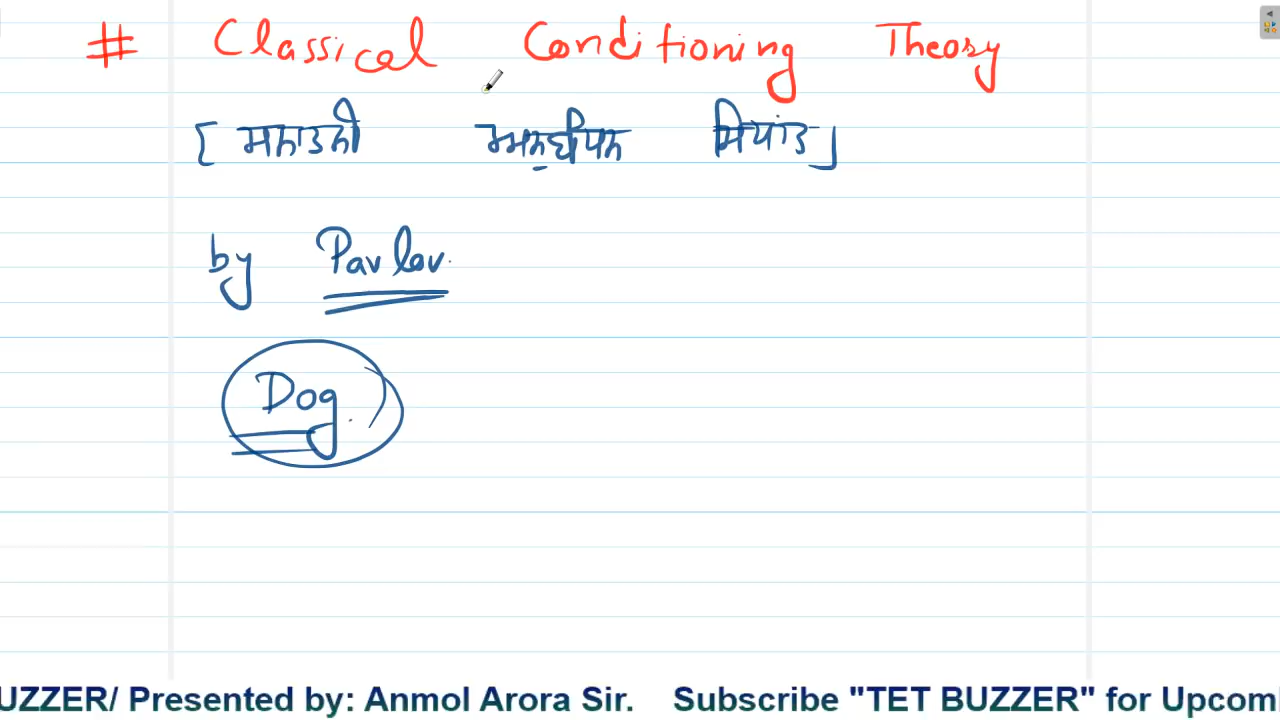 # Classical Conditioning Theory
by Pavlov.
Dog
UZZER/ Presented by: Anmol Arora Sir. Subscribe "TET BUZZER" for Upcom